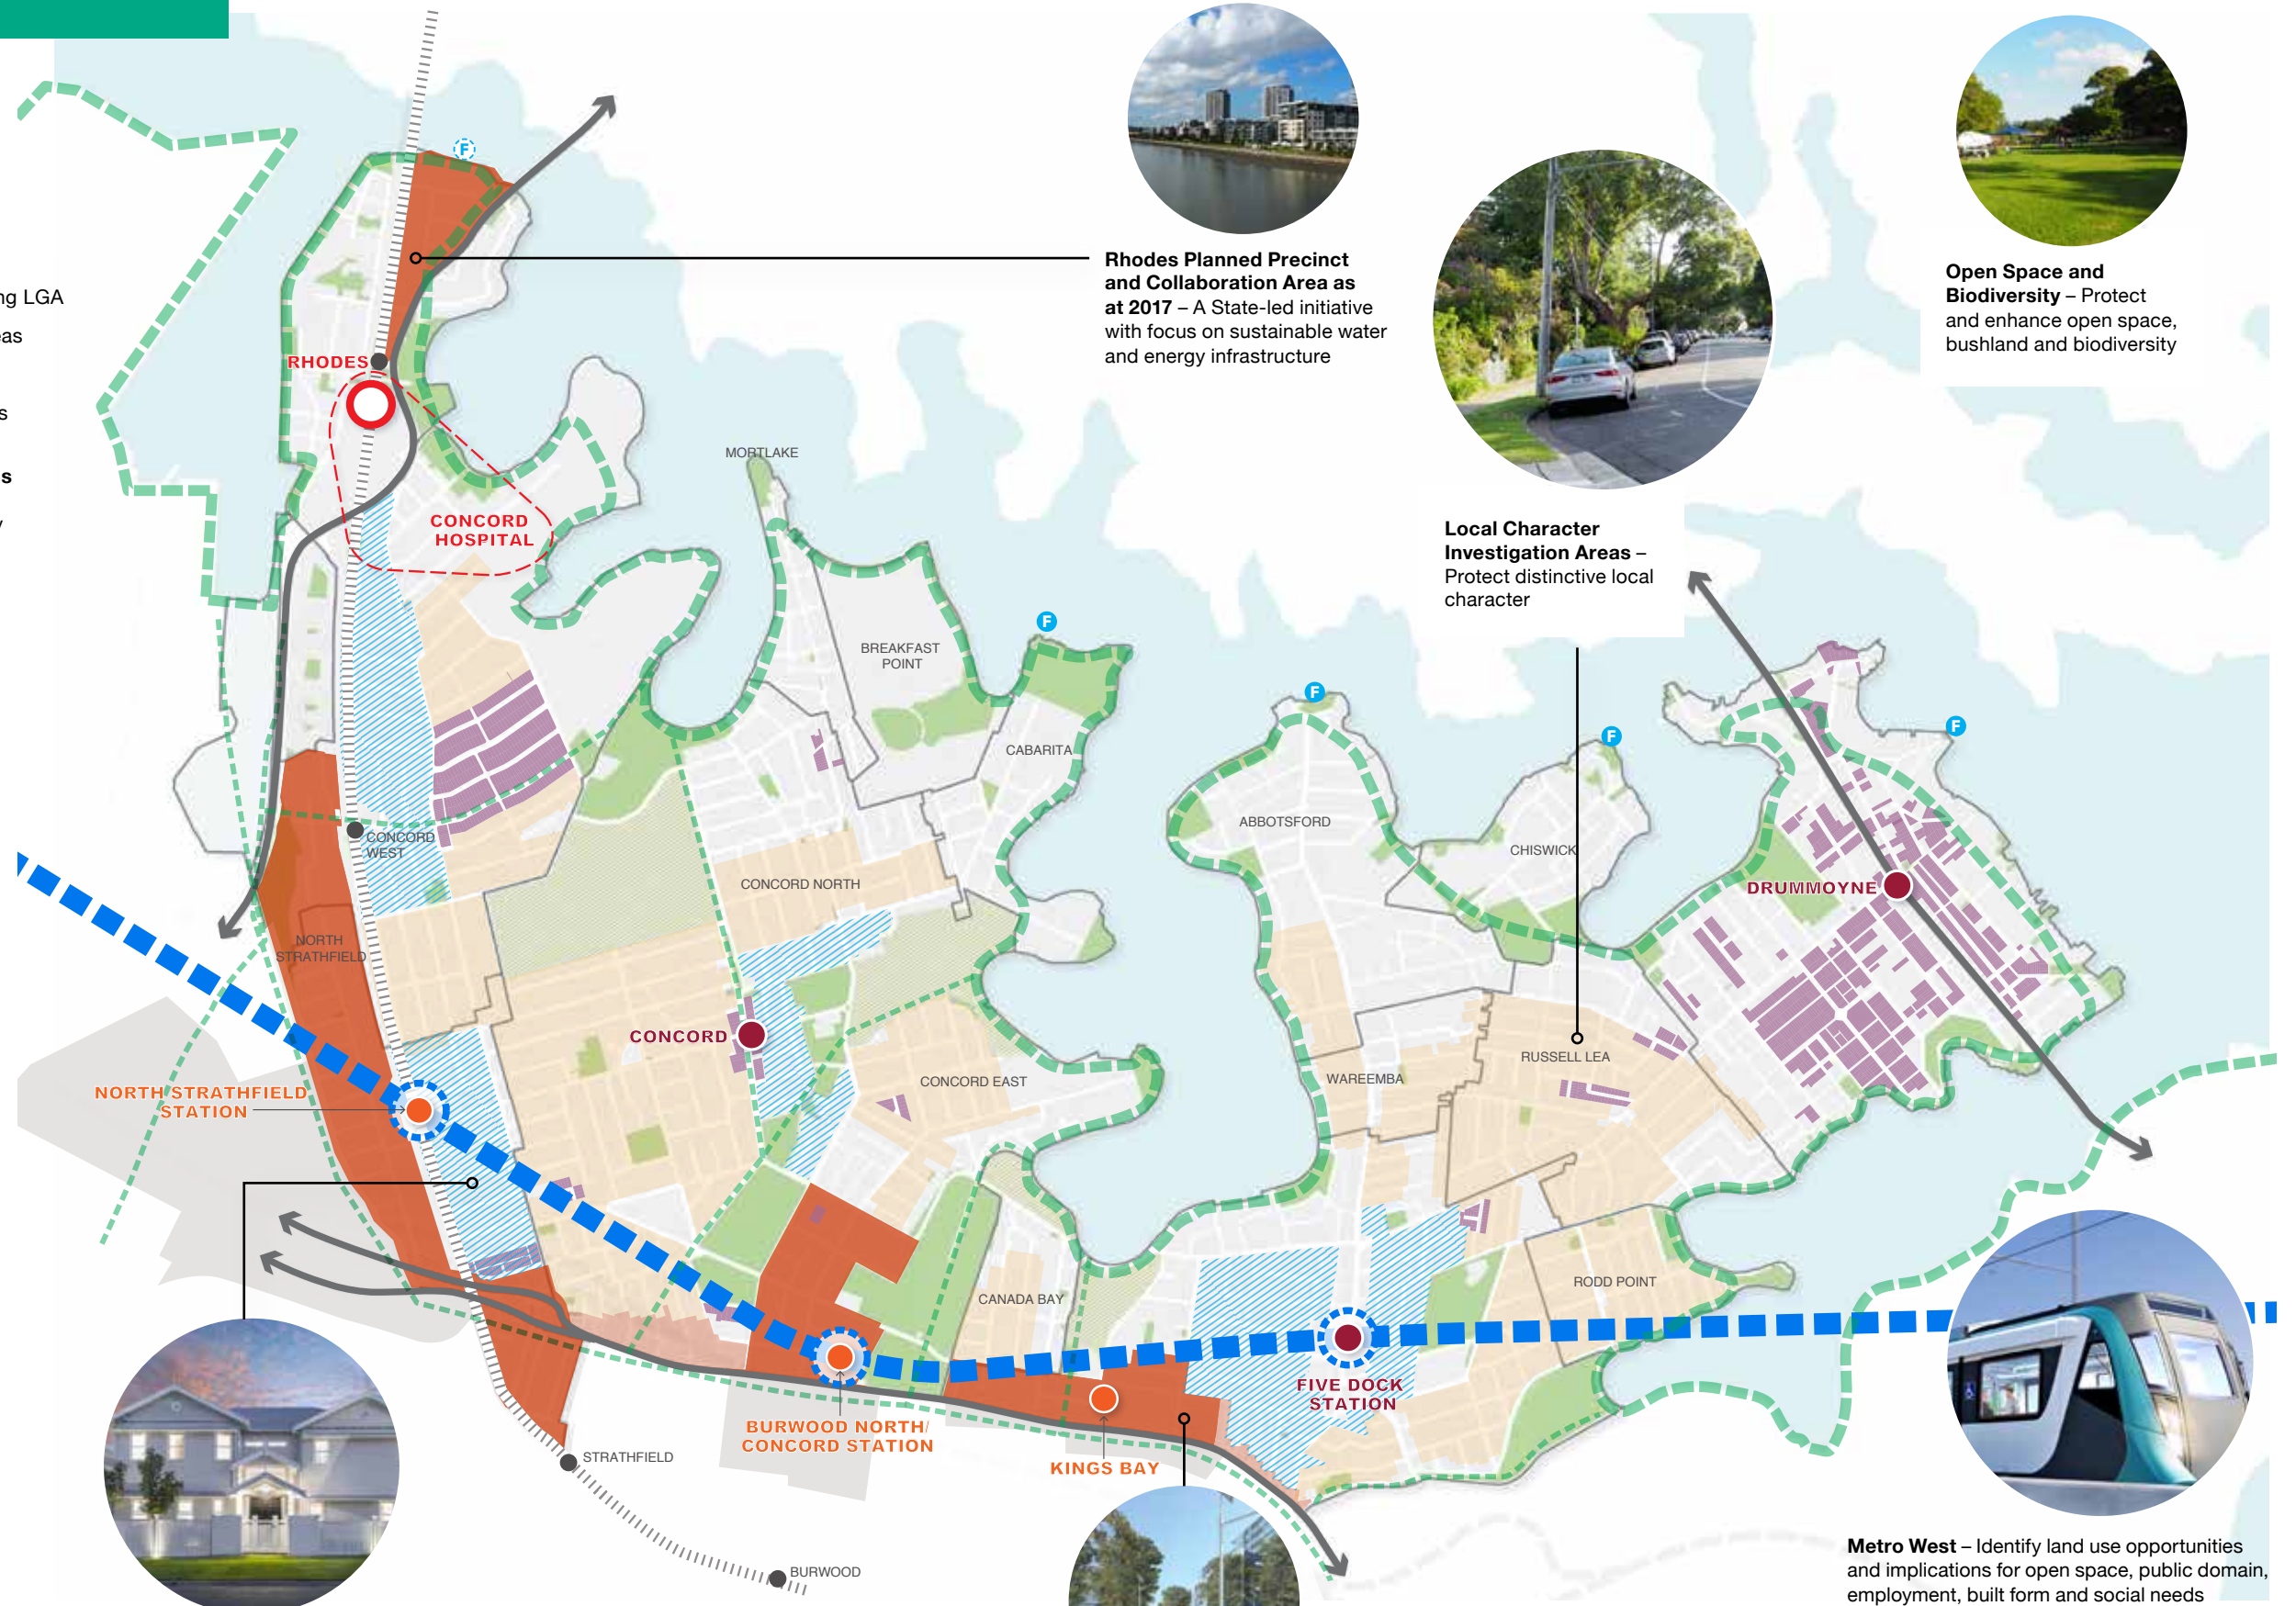 ng LGA
eas
s
s
y
F
Rhodes Planned Precinct
and Collaboration Area as
at 2017 – A State-led initiative
with focus on sustainable water
and energy infrastructure
Open Space and
Biodiversity – Protect
and enhance open space,
bushland and biodiversity
Local Character
Investigation Areas –
Protect distinctive local
character
RHODES
CONCORD
HOSPITAL
MORTLAKE
BREAKFAST
POINT
F
CABARITA
F
ABBOTSFORD
F
CHISWICK
F
DRUMMOYNE
CONCORD
WEST
CONCORD NORTH
NORTH
STRATHFIELD
CONCORD
CONCORD EAST
WAREEMBA
RUSSELL LEA
NORTH STRATHFIELD
STATION
CANADA BAY
RODD POINT
FIVE DOCK
STATION
BURWOOD NORTH/
CONCORD STATION
KINGS BAY
STRATHFIELD
BURWOOD
Metro West – Identify land use opportunities
and implications for open space, public domain,
employment, built form and social needs